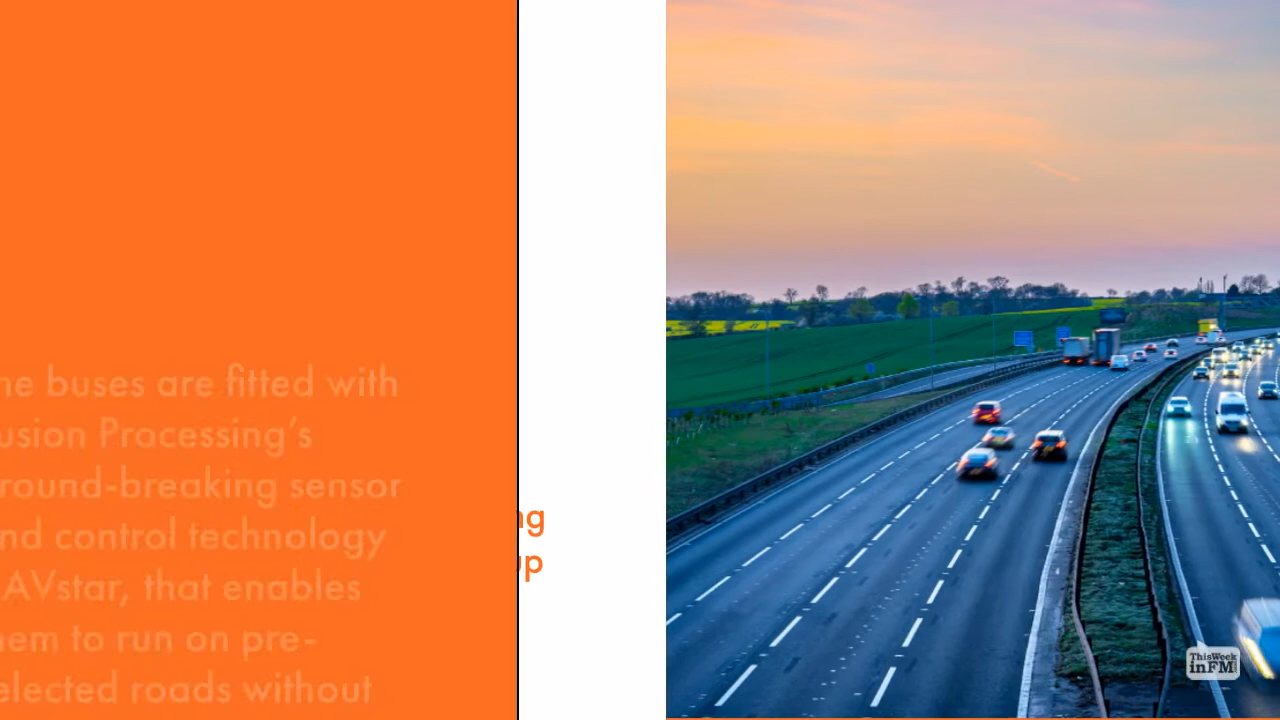 he buses are fitted with
usion Processing's
round-breaking sensor
nd control technology
AVstar, that enables
hem to run on pre-
elected roads without
ng
up
ThisWeek
inFM